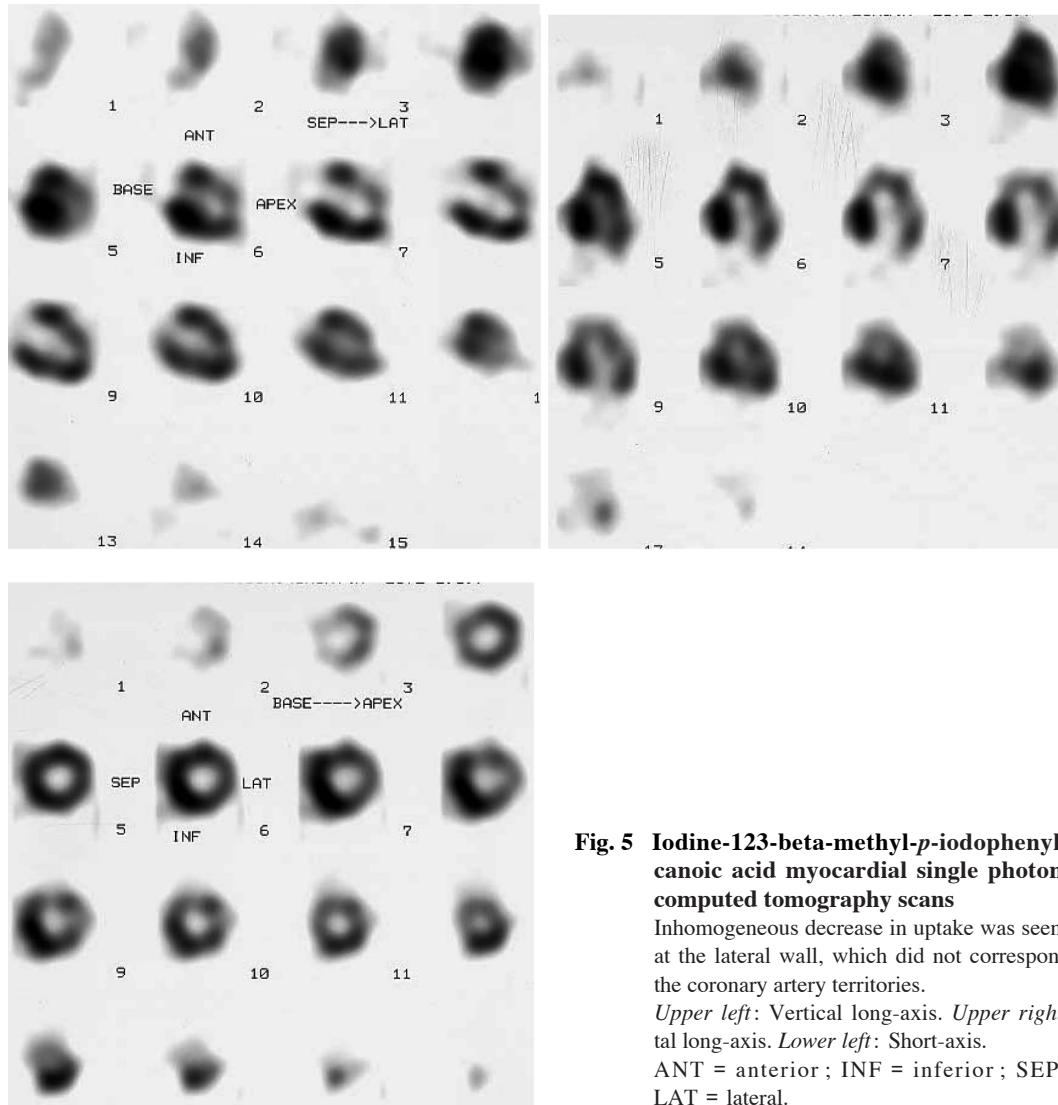 1 2 3
SEP--->LAT
ANT
BASE APEX
5 6 7
INF
9 10 11 1
13 14 15
1 2 3
5 6 7
9 10 11
1 2 3
BASE---->APEX
ANT
SEP LAT
5 6 7
INF
9 10 11
Fig. 5 Iodine-123-beta-methyl-p-iodophenyl
canoic acid myocardial single photon
computed tomography scans
Inhomogeneous decrease in uptake was seen
at the lateral wall, which did not correspon
the coronary artery territories.
Upper left: Vertical long-axis. Upper righ
tal long-axis. Lower left: Short-axis.
ANT = anterior ; INF = inferior ; SEP
LAT = lateral.